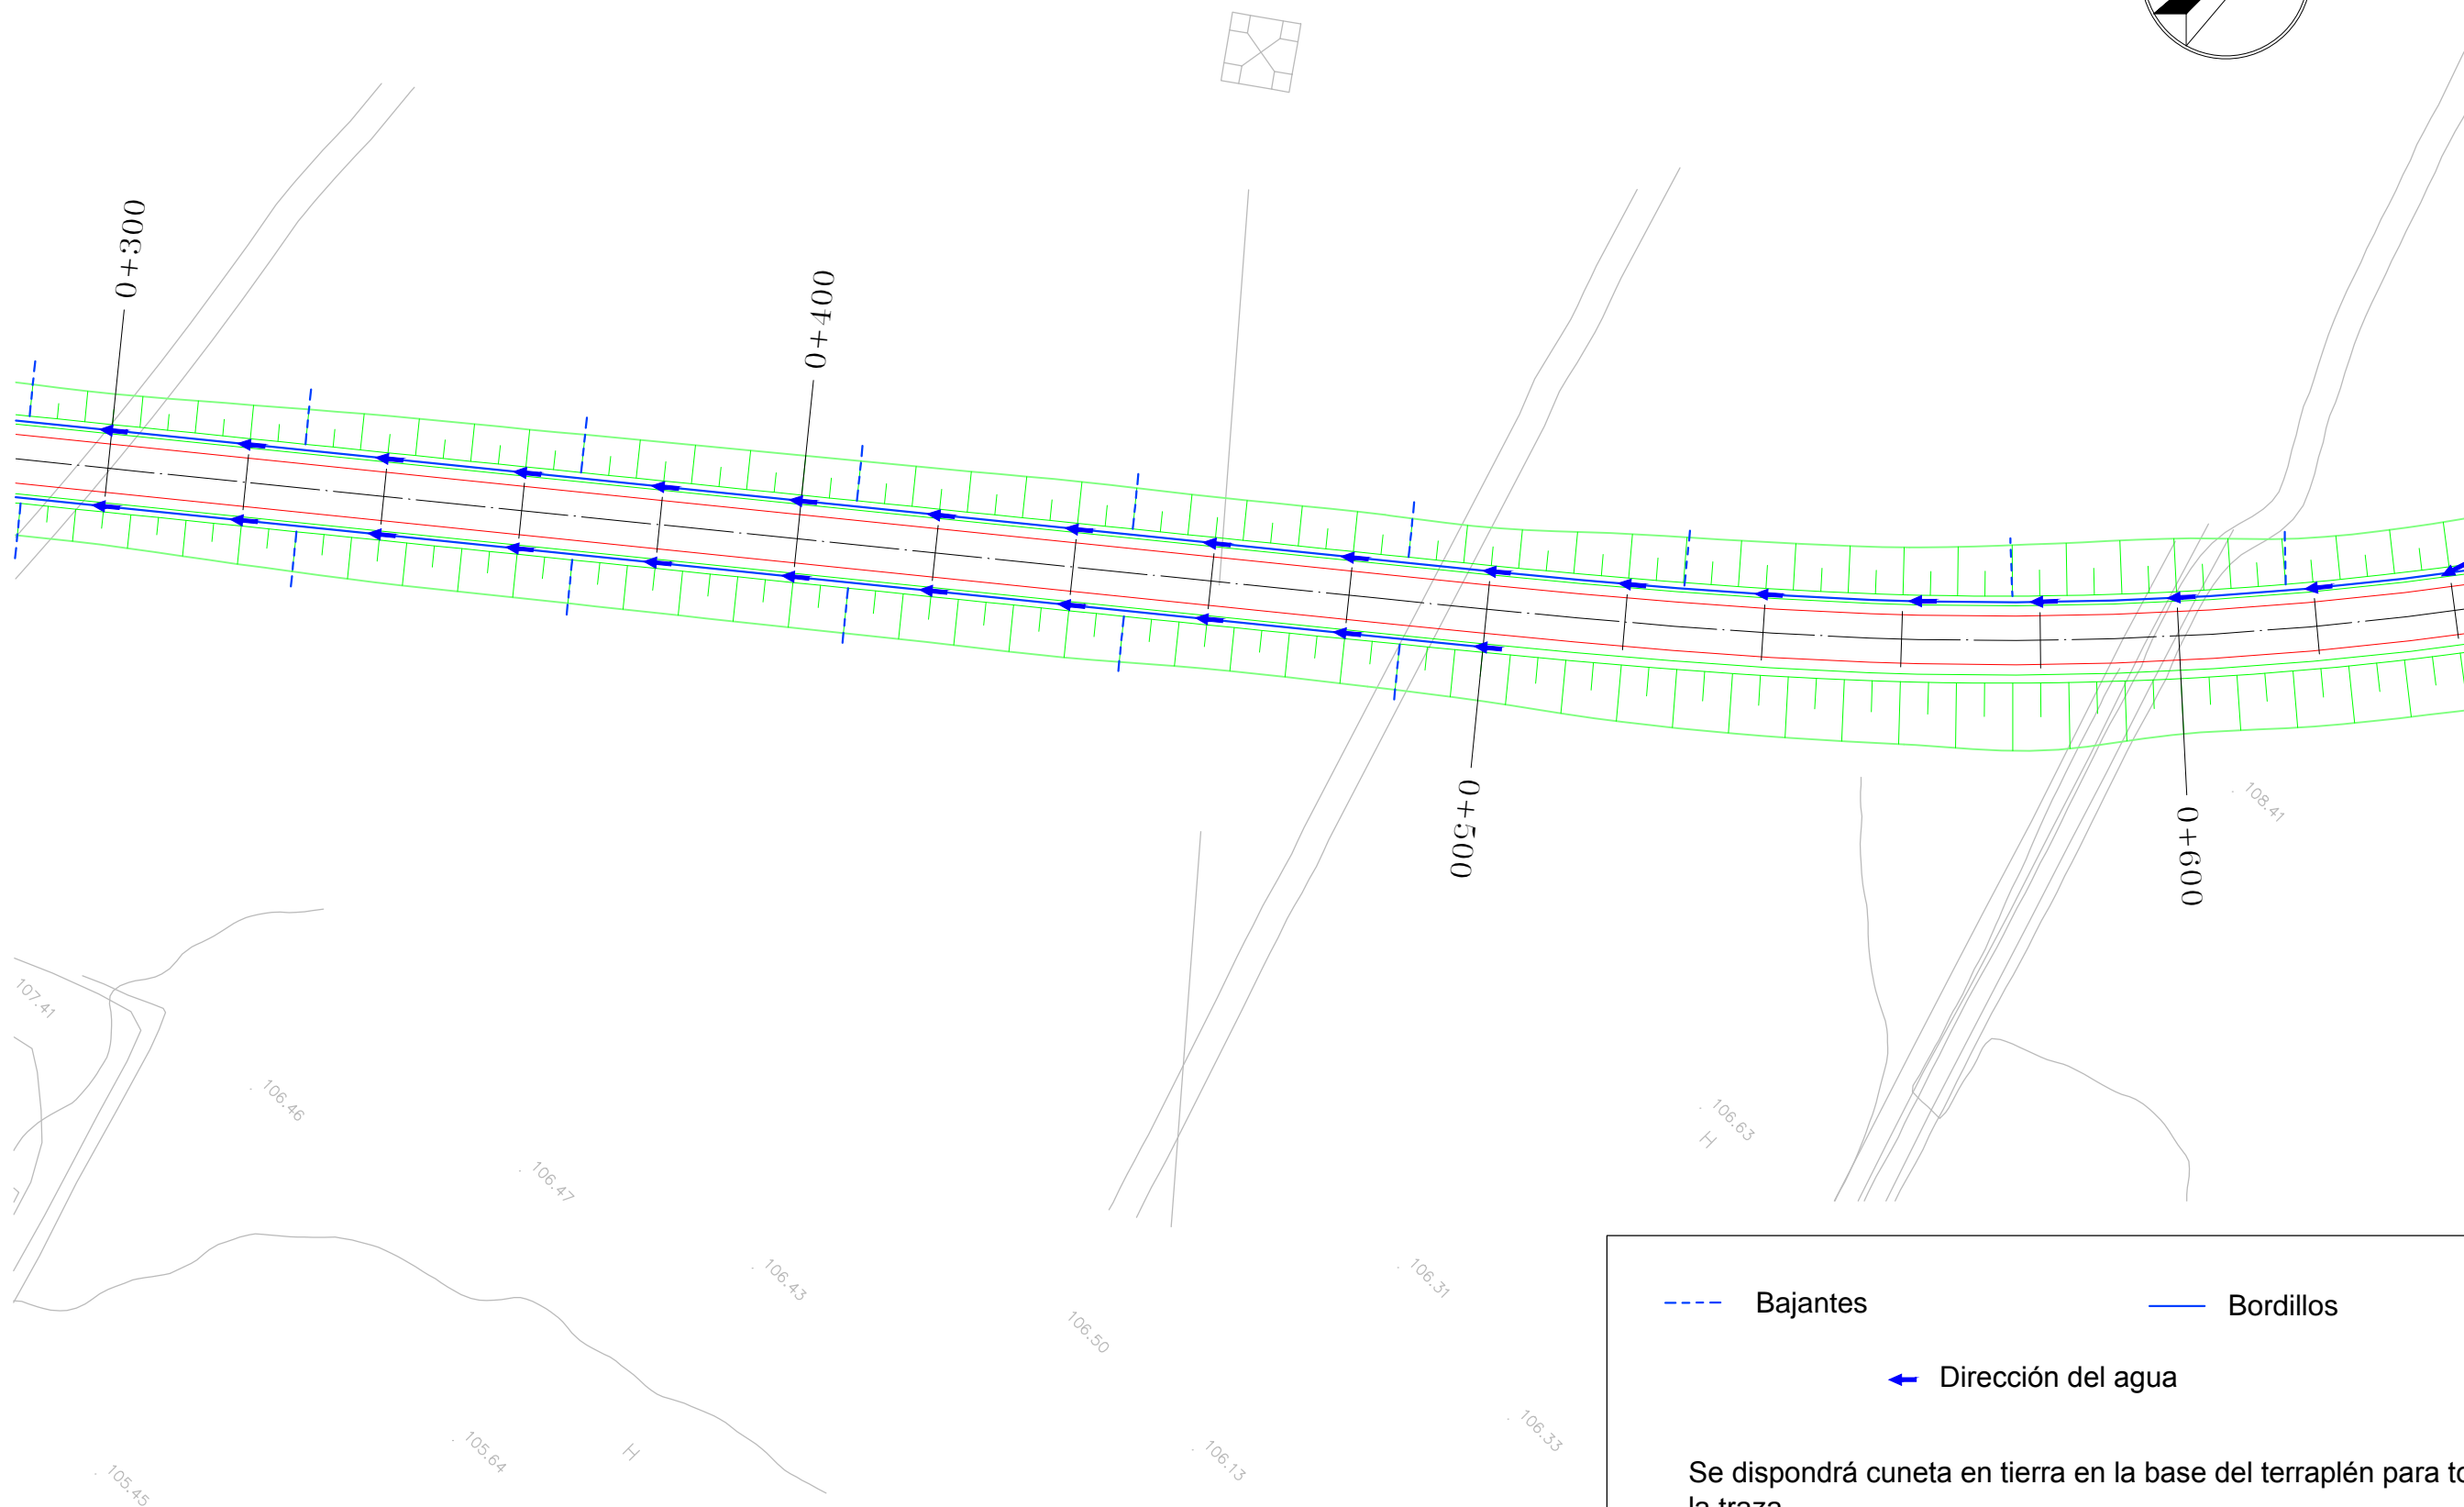 0+300
0+400
0+500
0+600
108.41
107.41
106.46
106.63
H
106.47
106.43
106.31
106.50
106.33
105.64
H
106.13
105.45
Bajantes
Bordillos
Dirección del agua
Se dispondrá cuneta en tierra en la base del terraplén para
la traza